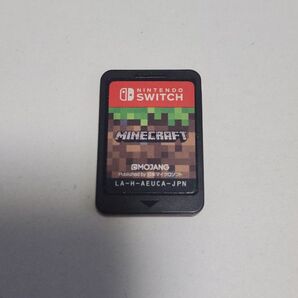 NINTENDO
SWITCH
MINECRAFT
MOJANG
Published by 日本マイクロソフト
LA-H-AEUCA-JPN